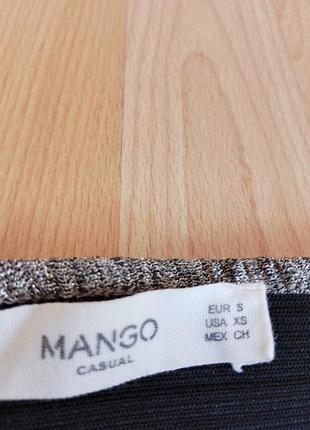 MANGO
CASUAL
EUR S
USA XS
MEX CH